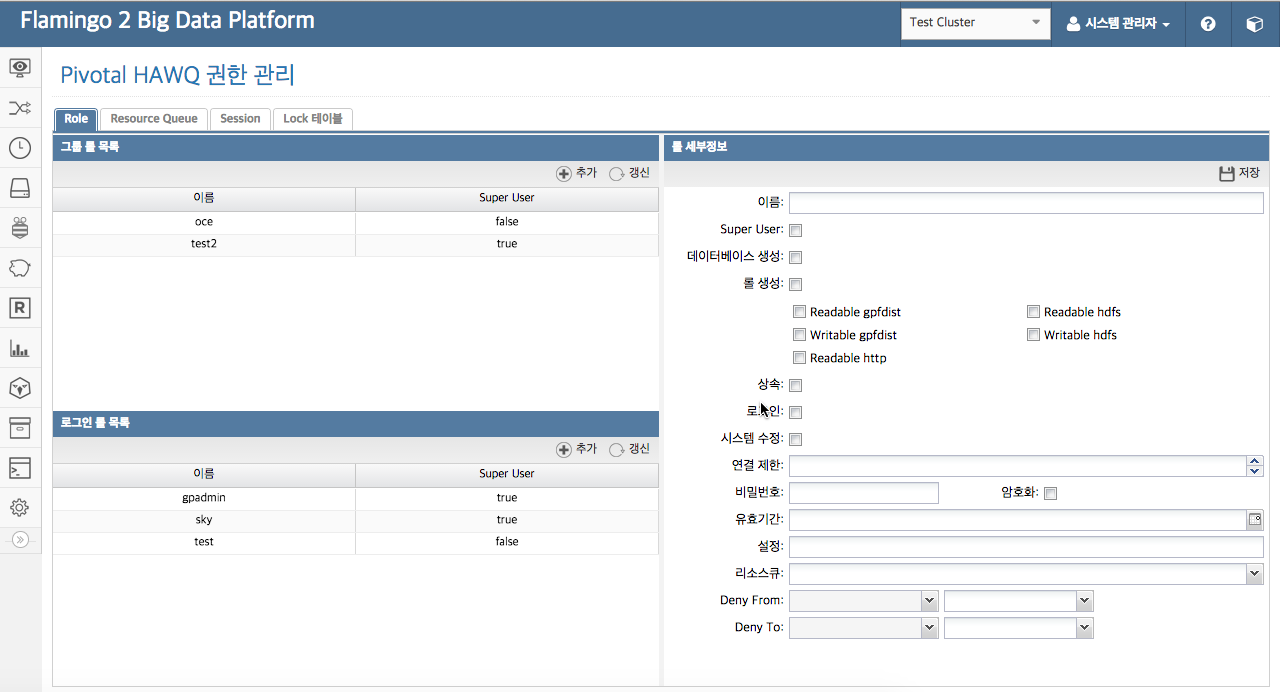 Flamingo 2 Big Data Platform
Test Cluster
시스템 관리자
Pivotal HAWQ 권한 관리
Role Resource Queue Session Lock 테이블
그룹 롤 목록
추가 갱신
이름 Super User
oce false
test2 true
로그인 롤 목록
추가 갱신
이름 Super User
gpadmin true
sky true
test false
롤 세부정보
저장
이름:
Super User:
데이터베이스 생성:
롤 생성:
Readable gpfdist Readable hdfs
Writable gpfdist Writable hdfs
Readable http
상속:
로그인:
시스템 수정:
연결 제한:
비밀번호: 암호화:
유효기간:
설정:
리소스큐:
Deny From:
Deny To:
R